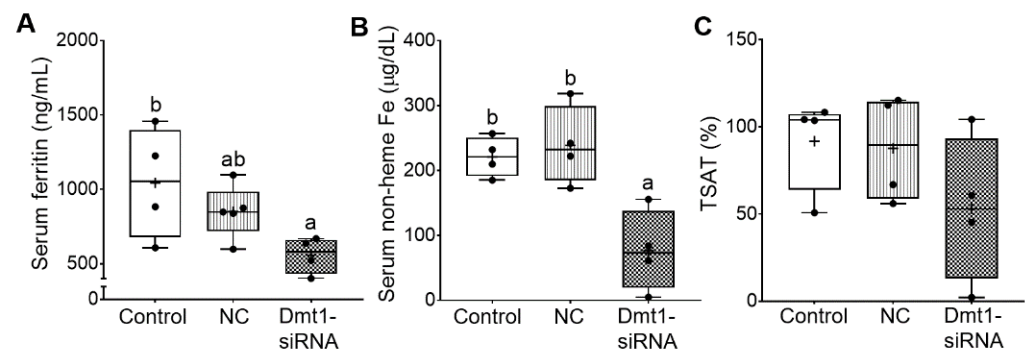 A
Serum ferritin (ng/mL)
2000
1500
1000
500
0
b
ab
a
Control
NC
Dmt1-
siRNA
B
Serum non-heme Fe (µg/dL)
400
300
200
100
0
b
b
a
Control
NC
Dmt1-
siRNA
C
TSAT (%)
150
100
50
0
Control
NC
Dmt1-
siRNA